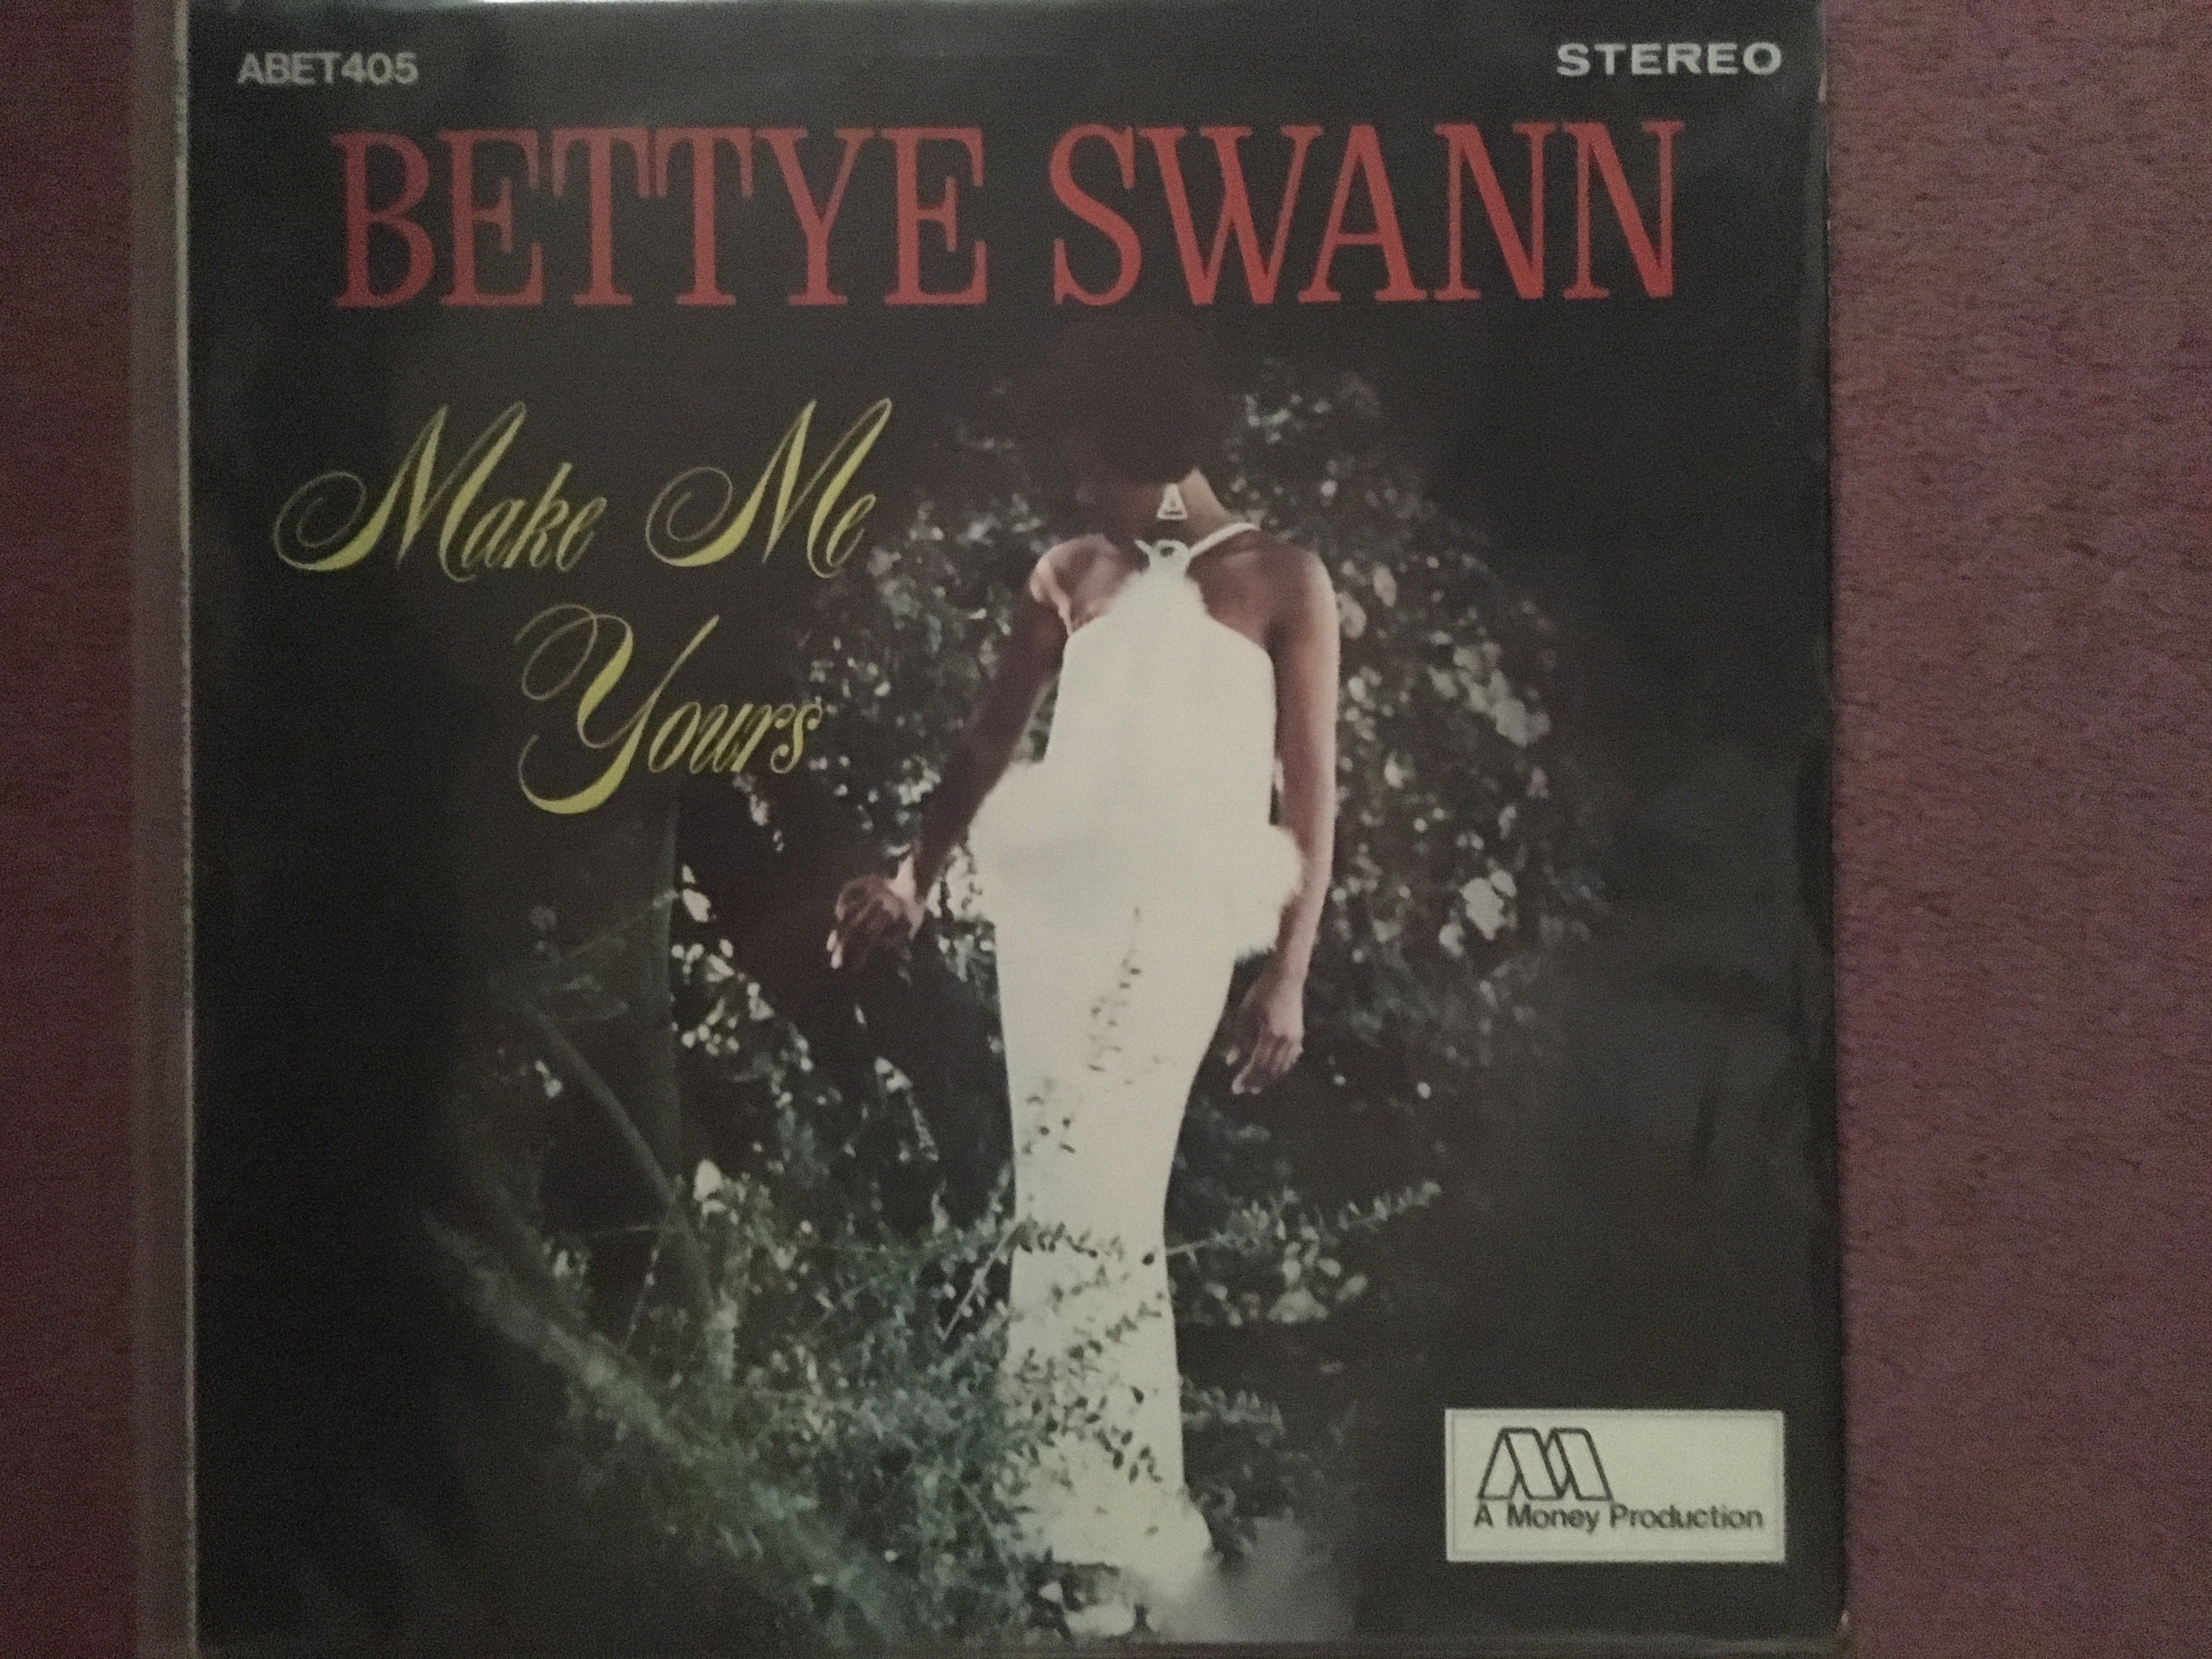 ABET405
STEREO
BETTYE SWANN
Make Me
Yours
A Money Production